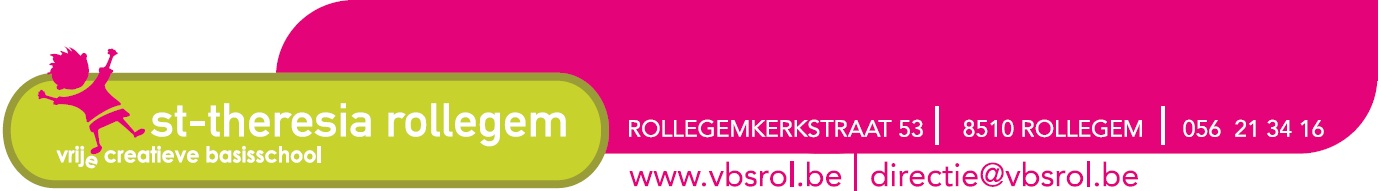 st-theresia rollegem
vrije creatieve basisschool
ROLLEGEMKERKSTRAAT 53 | 8510 ROLLEGEM | 056 21 34 16
www.vbsrol.be | directie@vbsrol.be